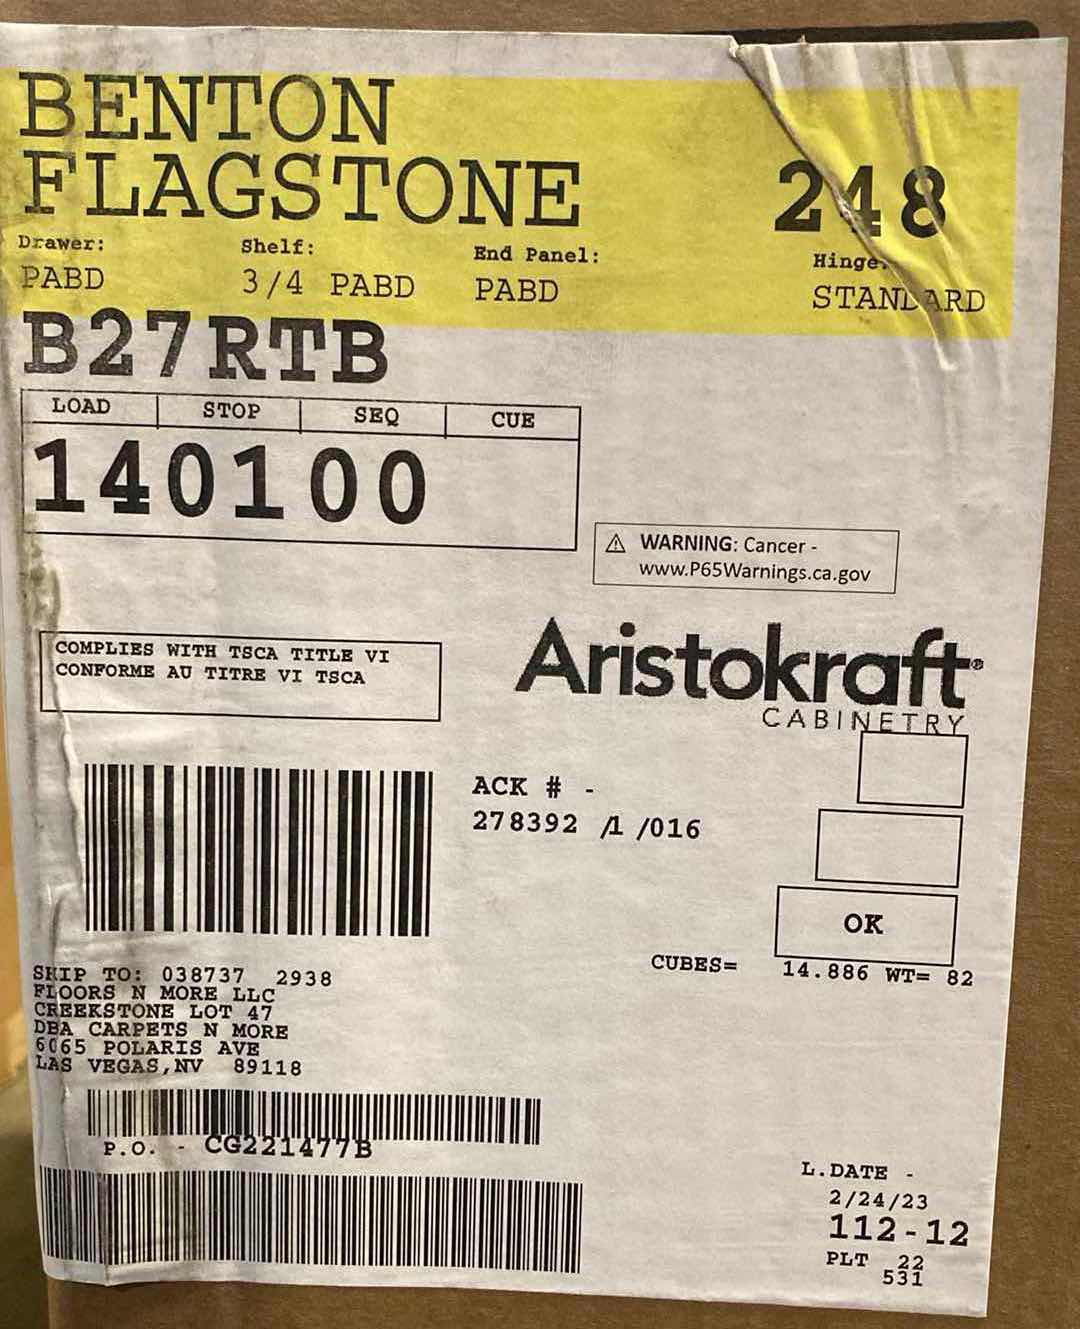 BENTON
FLAGSTONE
248
Drawer: Shelf: End Panel: Hinge:
PABD 3/4 PABD PABD STANDARD
B27RTB
LOAD STOP SEQ CUE
140100
⚠ WARNING: Cancer -
www.P65Warnings.ca.gov
COMPLIES WITH TSCA TITLE VI
CONFORME AU TITRE VI TSCA
Aristokraft®
CABINETRY
ACK # -
278392 /1 /016
OK
CUBES= 14.886 WT= 82
SHIP TO: 038737 2938
FLOORS N MORE LLC
CREEKSTONE LOT 47
DBA CARPETS N MORE
6065 POLARIS AVE
LAS VEGAS,NV 89118
P.O. - CG221477B
L.DATE -
2/24/23
112-12
PLT 22
531